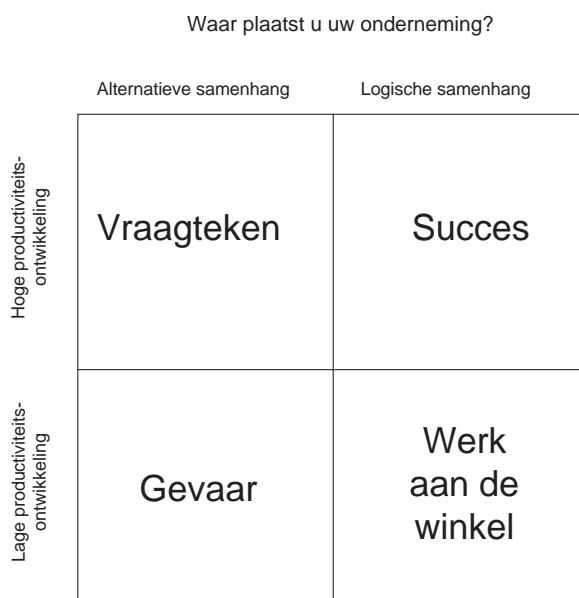 Waar plaatst u uw onderneming?
Alternatieve samenhang
Logische samenhang
Hoge productiviteits-
ontwikkeling
Vraagteken
Succes
Lage productiviteits-
ontwikkeling
Gevaar
Werk
aan de
winkel